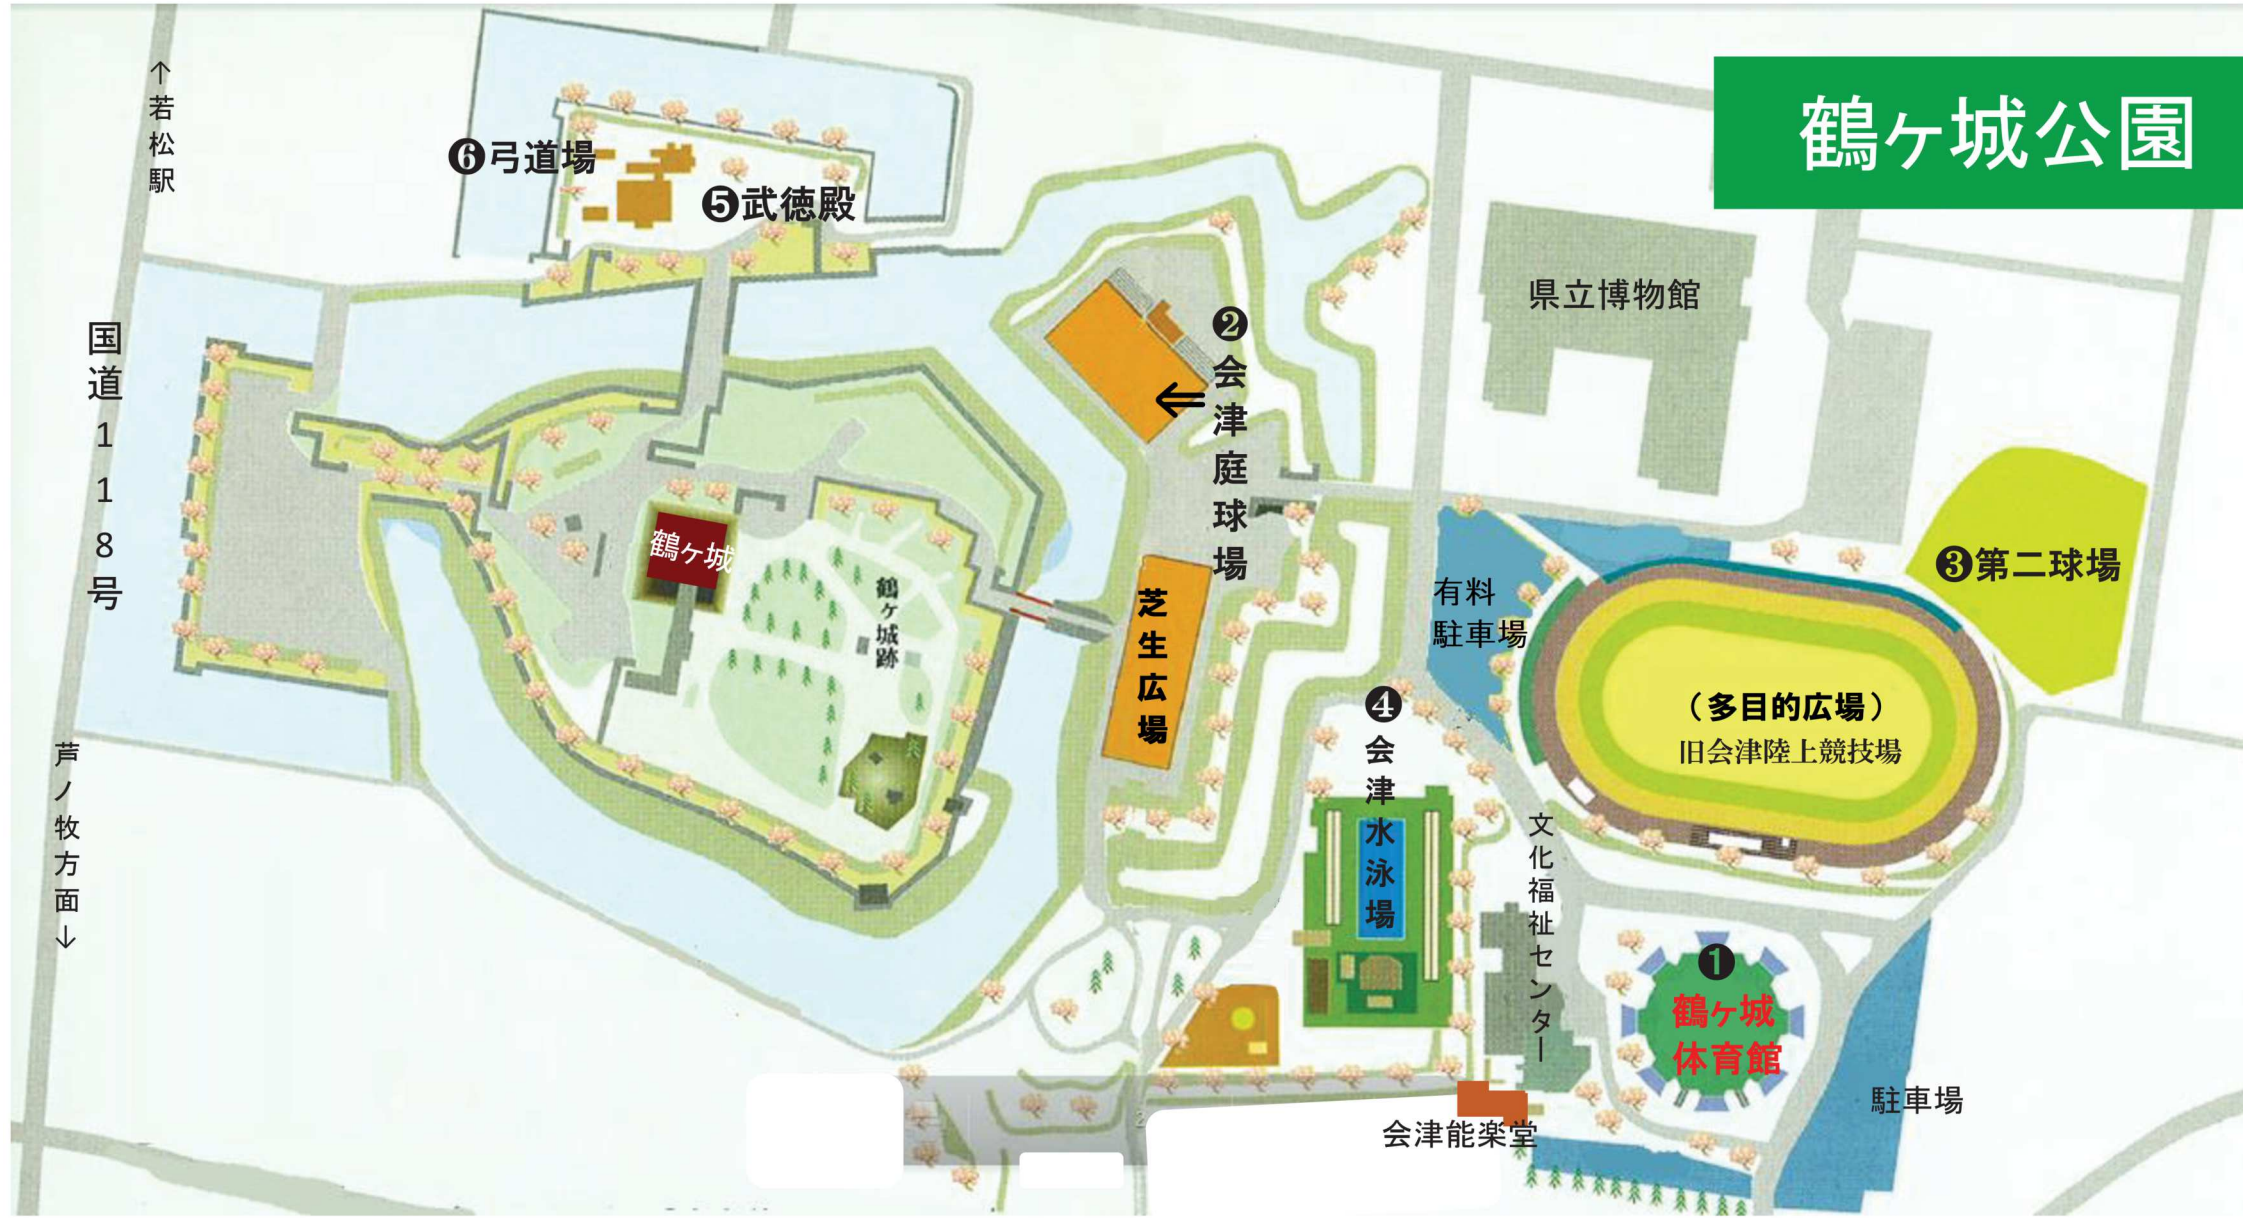 鶴ヶ城公園
↑若松駅
国道118号
芦ノ牧方面↓
❻弓道場
❺武徳殿
❷会津庭球場
⇐
県立博物館
❸第二球場
鶴ヶ城
鶴ヶ城跡
芝生広場
有料
駐車場
(多目的広場)
旧会津陸上競技場
❹会津水泳場
文化福祉センター
❶
鶴ヶ城
体育館
駐車場
会津能楽堂
2